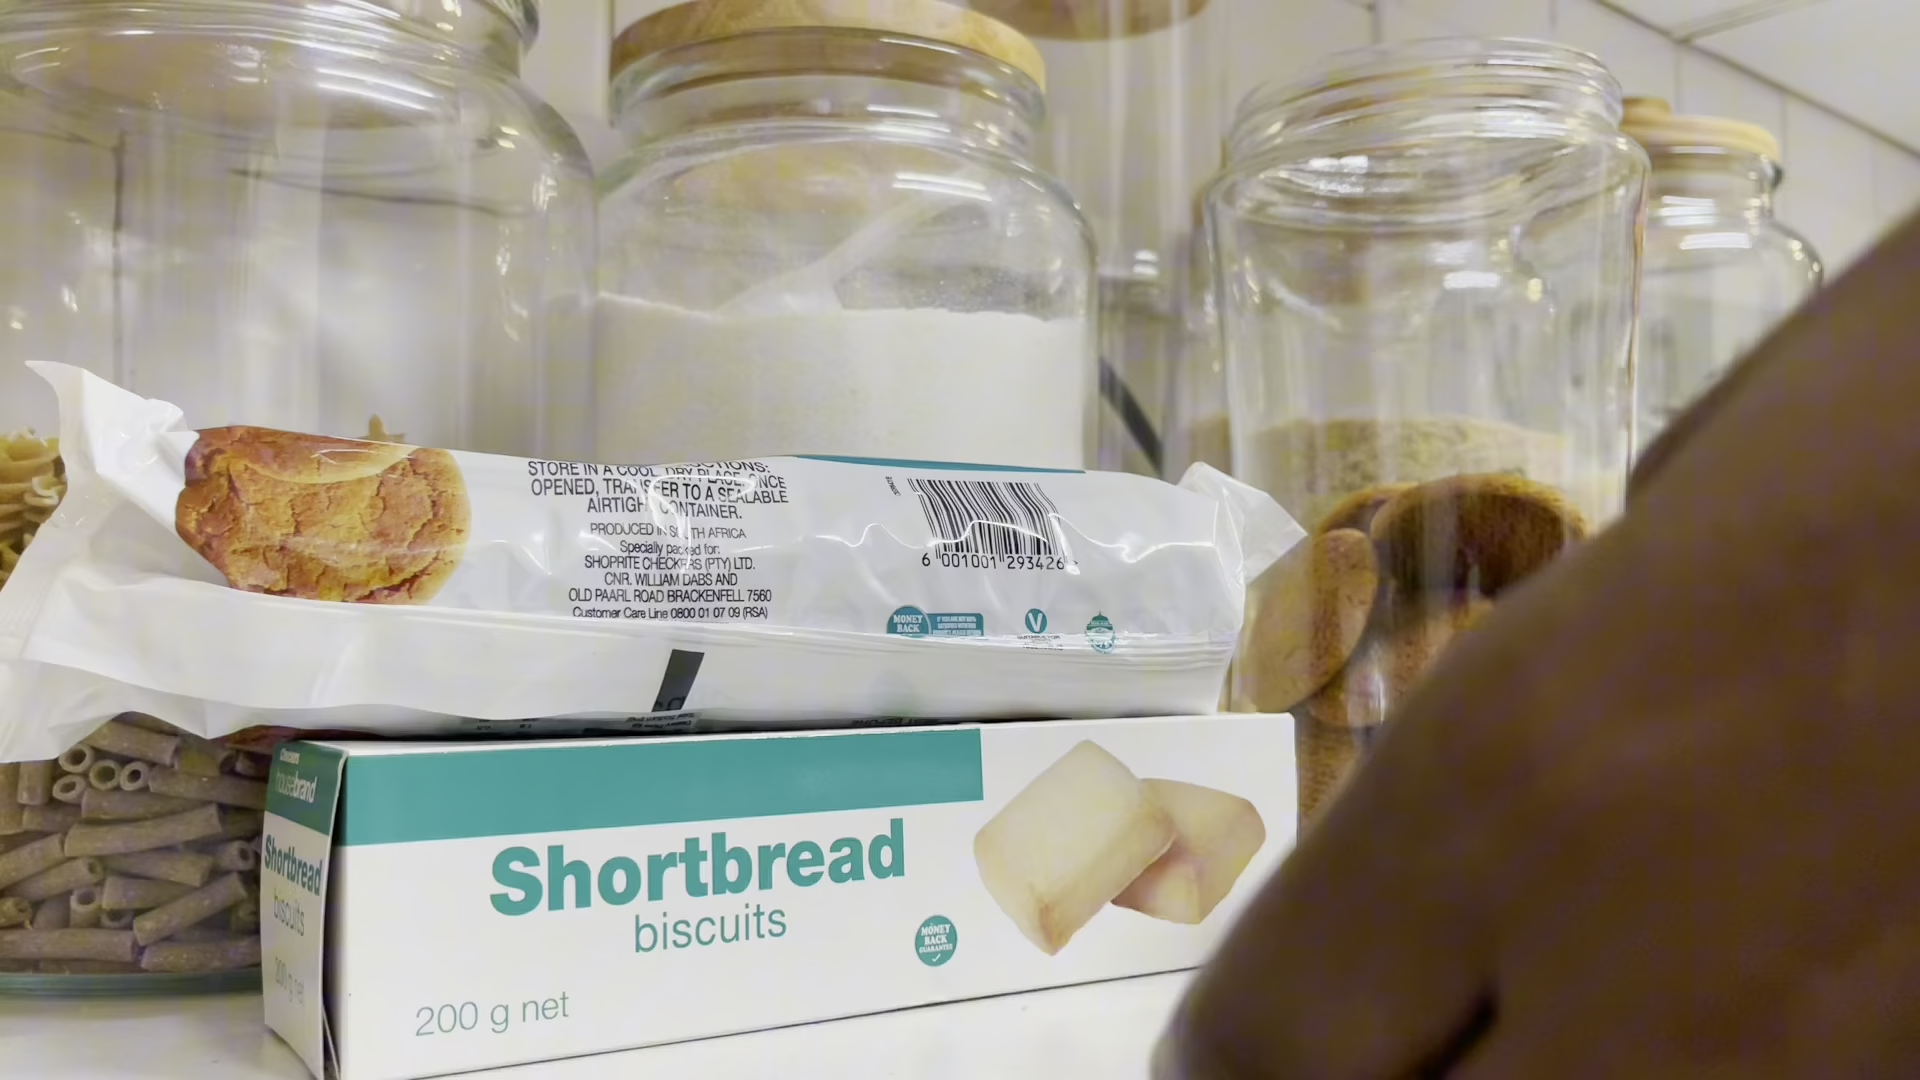 STORE IN A COOL, DRY PLACE. ONCE
OPENED, TRANSFER TO A SEALABLE
AIRTIGHT CONTAINER.
PRODUCED IN SOUTH AFRICA
Specially packed for:
SHOPRITE CHECKERS (PTY) LTD.
CNR. WILLIAM DABS AND
OLD PAARL ROAD BRACKENFELL 7560
Customer Care Line 0800 01 07 09 (RSA)
6 001001 293426
MONEY
BACK
V
SUITABLE FOR
Checkers
housebrand
Shortbread
biscuits
200 g net
Shortbread
biscuits
MONEY
BACK
GUARANTEE
200 g net